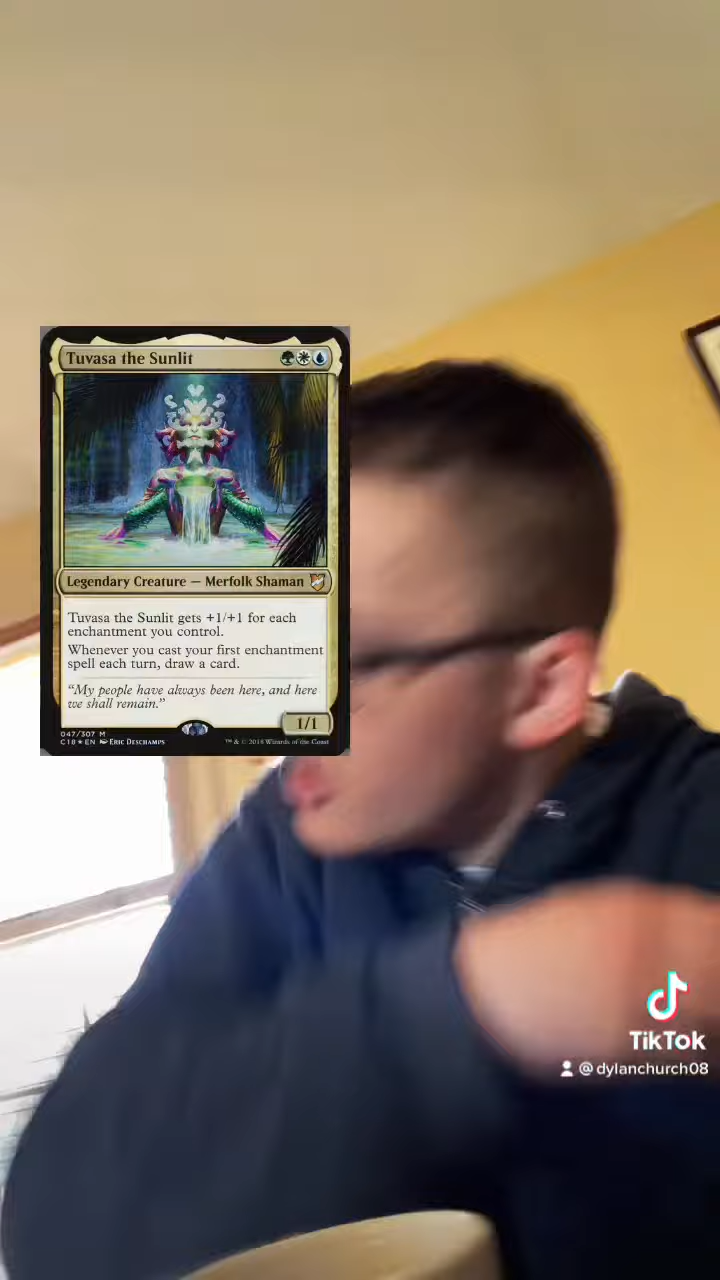 Tuvasa the Sunlit
Legendary Creature — Merfolk Shaman
Tuvasa the Sunlit gets +1/+1 for each
enchantment you control.
Whenever you cast your first enchantment
spell each turn, draw a card.
“My people have always been here, and here
we shall remain.”
1/1
047/307 M
C18★EN Eric Deschamps
™ & © 2018 Wizards of the Coast
TikTok
@dylanchurch08